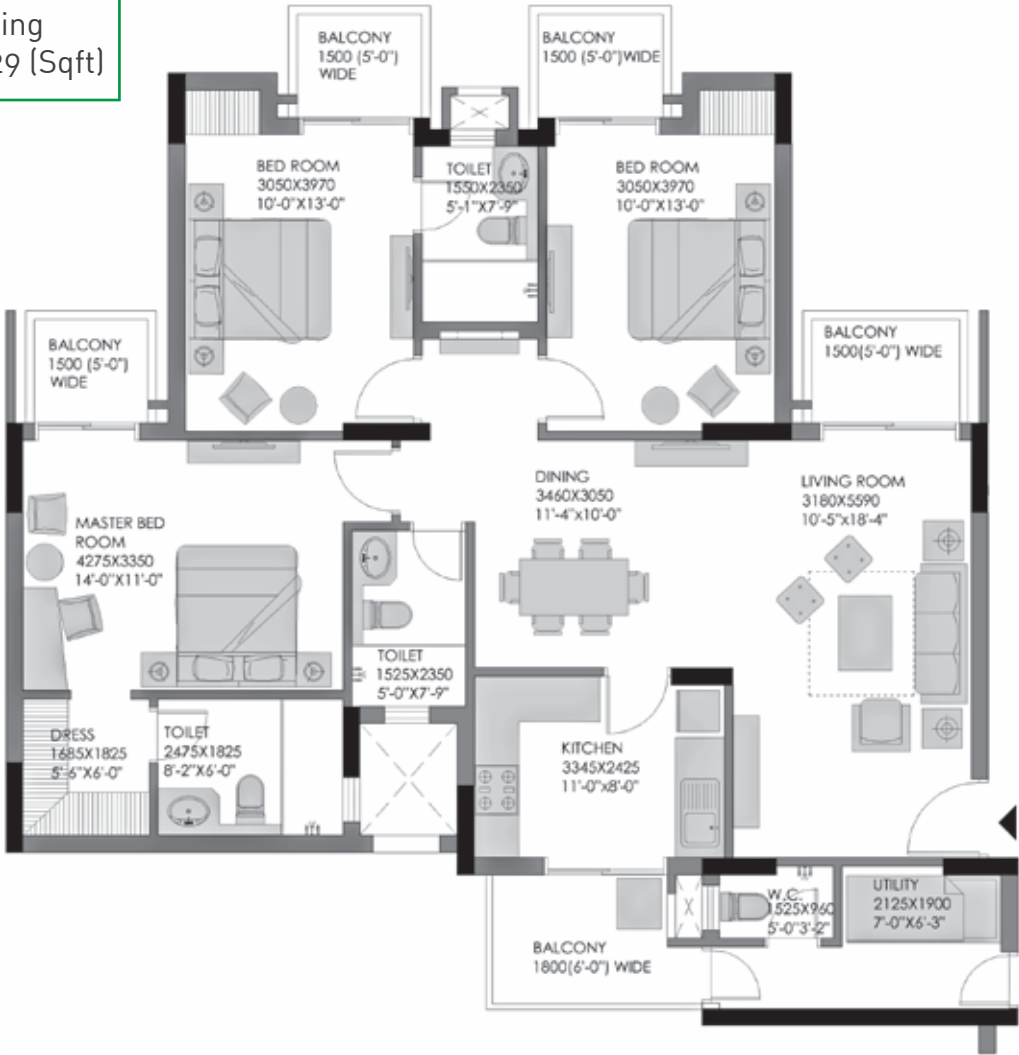 ing
29 (Sqft)
BALCONY
1500 (5'-0")
WIDE
BALCONY
1500 (5'-0")WIDE
BED ROOM
3050X3970
10'-0"X13'-0"
TOILET
1550X2350
5'-1"X7'-9"
BED ROOM
3050X3970
10'-0"X13'-0"
BALCONY
1500 (5'-0")
WIDE
BALCONY
1500(5'-0") WIDE
MASTER BED
ROOM
4275X3350
14'-0"X11'-0"
DINING
3460X3050
11'-4"x10'-0"
LIVING ROOM
3180X5590
10'-5"x18'-4"
TOILET
1525X2350
5'-0"X7'-9"
DRESS
1685X1825
5'-6"X6'-0"
TOILET
2475X1825
8'-2"X6'-0"
KITCHEN
3345X2425
11'-0"x8'-0"
W.C.
1525X960
5'-0"3'-2"
UTILITY
2125X1900
7'-0"X6'-3"
BALCONY
1800(6'-0") WIDE